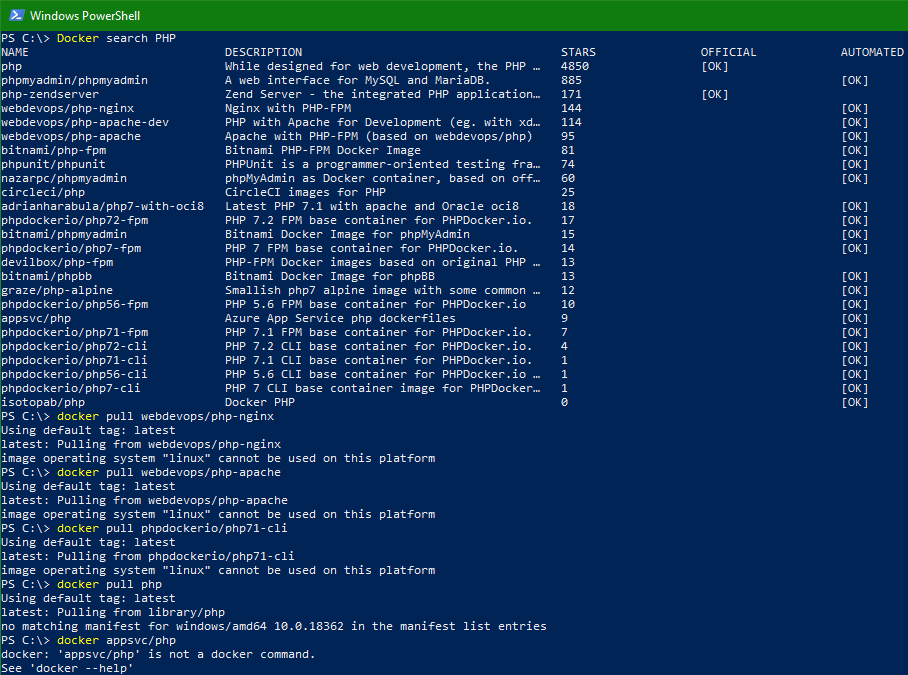 Windows PowerShell
PS C:\> Docker search PHP
NAME DESCRIPTION STARS OFFICIAL AUTOMATED
php While designed for web development, the PHP … 4850 [OK]
phpmyadmin/phpmyadmin A web interface for MySQL and MariaDB. 885 [OK]
php-zendserver Zend Server - the integrated PHP application… 171 [OK]
webdevops/php-nginx Nginx with PHP-FPM 144 [OK]
webdevops/php-apache-dev PHP with Apache for Development (eg. with xd… 114 [OK]
webdevops/php-apache Apache with PHP-FPM (based on webdevops/php) 95 [OK]
bitnami/php-fpm Bitnami PHP-FPM Docker Image 81 [OK]
phpunit/phpunit PHPUnit is a programmer-oriented testing fra… 74 [OK]
nazarpc/phpmyadmin phpMyAdmin as Docker container, based on off… 60 [OK]
circleci/php CircleCI images for PHP 25
adrianharabula/php7-with-oci8 Latest PHP 7.1 with apache and Oracle oci8 18 [OK]
phpdockerio/php72-fpm PHP 7.2 FPM base container for PHPDocker.io. 17 [OK]
bitnami/phpmyadmin Bitnami Docker Image for phpMyAdmin 15 [OK]
phpdockerio/php7-fpm PHP 7 FPM base container for PHPDocker.io. 14 [OK]
devilbox/php-fpm PHP-FPM Docker images based on original PHP … 13
bitnami/phpbb Bitnami Docker Image for phpBB 13 [OK]
graze/php-alpine Smallish php7 alpine image with some common … 12 [OK]
phpdockerio/php56-fpm PHP 5.6 FPM base container for PHPDocker.io 10 [OK]
appsvc/php Azure App Service php dockerfiles 9 [OK]
phpdockerio/php71-fpm PHP 7.1 FPM base container for PHPDocker.io. 7 [OK]
phpdockerio/php72-cli PHP 7.2 CLI base container for PHPDocker.io. 4 [OK]
phpdockerio/php71-cli PHP 7.1 CLI base container for PHPDocker.io. 1 [OK]
phpdockerio/php56-cli PHP 5.6 CLI base container for PHPDocker.io … 1 [OK]
phpdockerio/php7-cli PHP 7 CLI base container image for PHPDocker… 1 [OK]
isotopab/php Docker PHP 0 [OK]
PS C:\> docker pull webdevops/php-nginx
Using default tag: latest
latest: Pulling from webdevops/php-nginx
image operating system "linux" cannot be used on this platform
PS C:\> docker pull webdevops/php-apache
Using default tag: latest
latest: Pulling from webdevops/php-apache
image operating system "linux" cannot be used on this platform
PS C:\> docker pull phpdockerio/php71-cli
Using default tag: latest
latest: Pulling from phpdockerio/php71-cli
image operating system "linux" cannot be used on this platform
PS C:\> docker pull php
Using default tag: latest
latest: Pulling from library/php
no matching manifest for windows/amd64 10.0.18362 in the manifest list entries
PS C:\> docker appsvc/php
docker: 'appsvc/php' is not a docker command.
See 'docker --help'